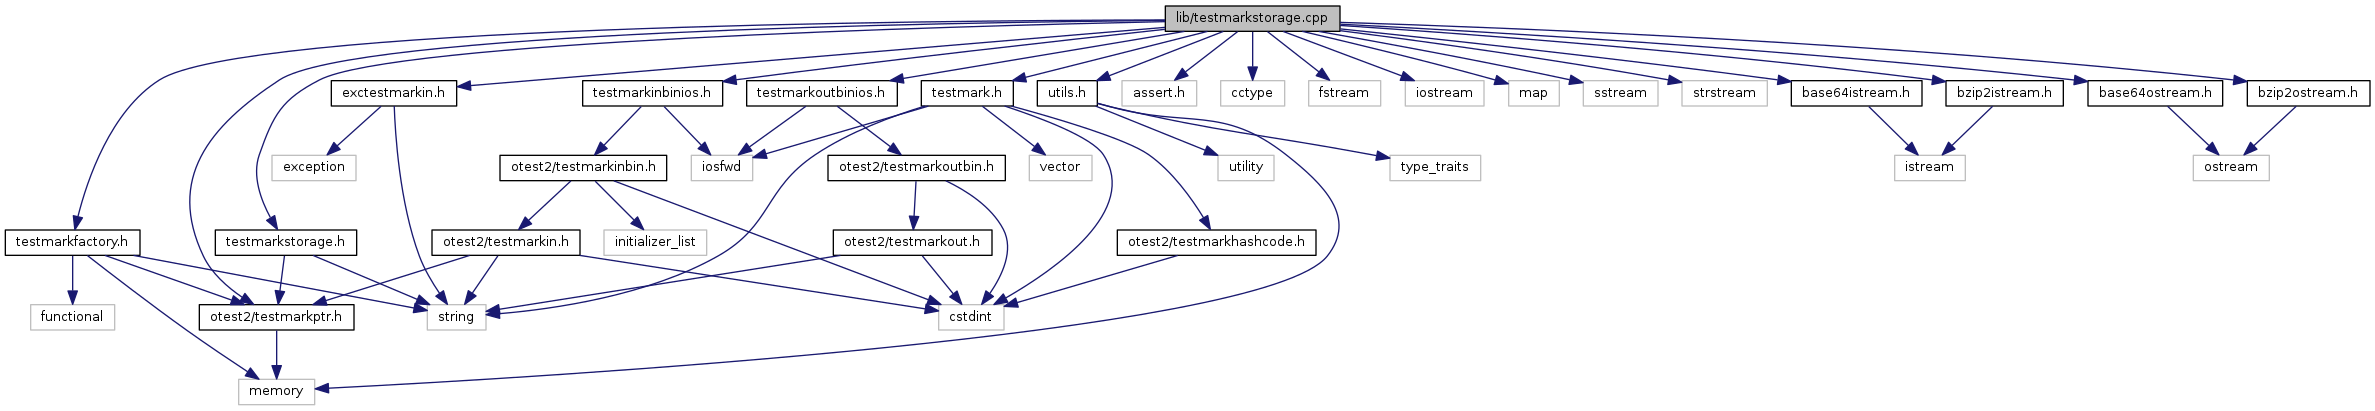 lib/testmarkstorage.cpp
exctestmarkin.h
testmarkinbinios.h
testmarkoutbinios.h
testmark.h
utils.h
assert.h
cctype
fstream
iostream
map
sstream
strstream
base64istream.h
bzip2istream.h
base64ostream.h
bzip2ostream.h
exception
otest2/testmarkinbin.h
iosfwd
otest2/testmarkoutbin.h
vector
utility
type_traits
istream
ostream
testmarkfactory.h
testmarkstorage.h
otest2/testmarkin.h
initializer_list
otest2/testmarkout.h
otest2/testmarkhashcode.h
functional
otest2/testmarkptr.h
string
cstdint
memory